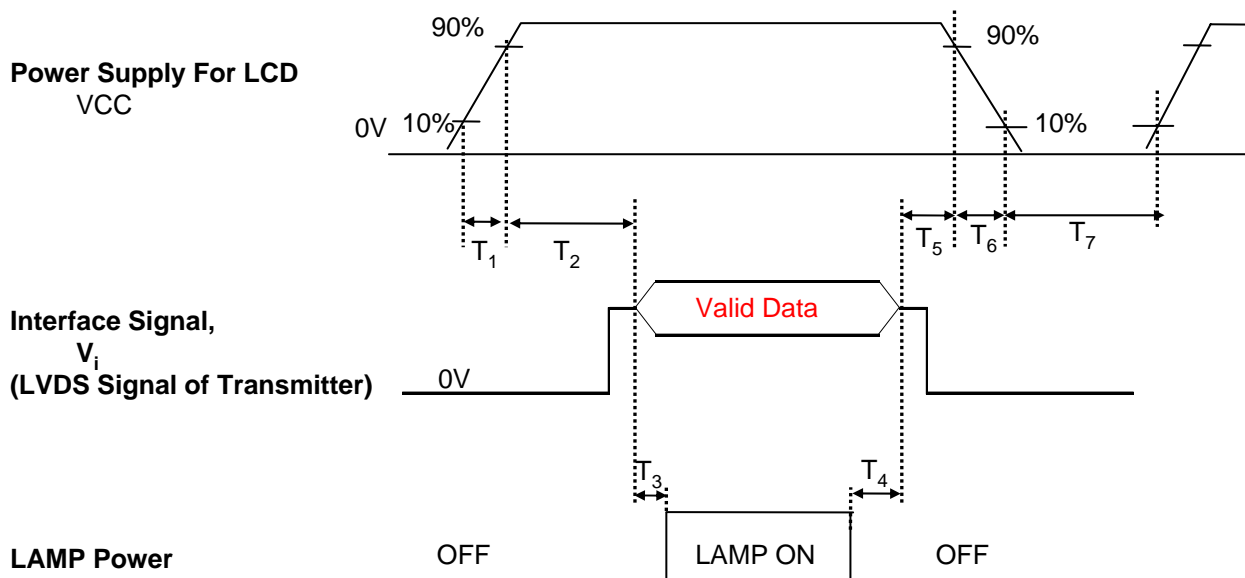 90%
90%
Power Supply For LCD
VCC
0V
10%
10%
T1
T2
T5
T6
T7
Valid Data
Interface Signal,
Vi
(LVDS Signal of Transmitter)
0V
T3
T4
LAMP Power
OFF
LAMP ON
OFF